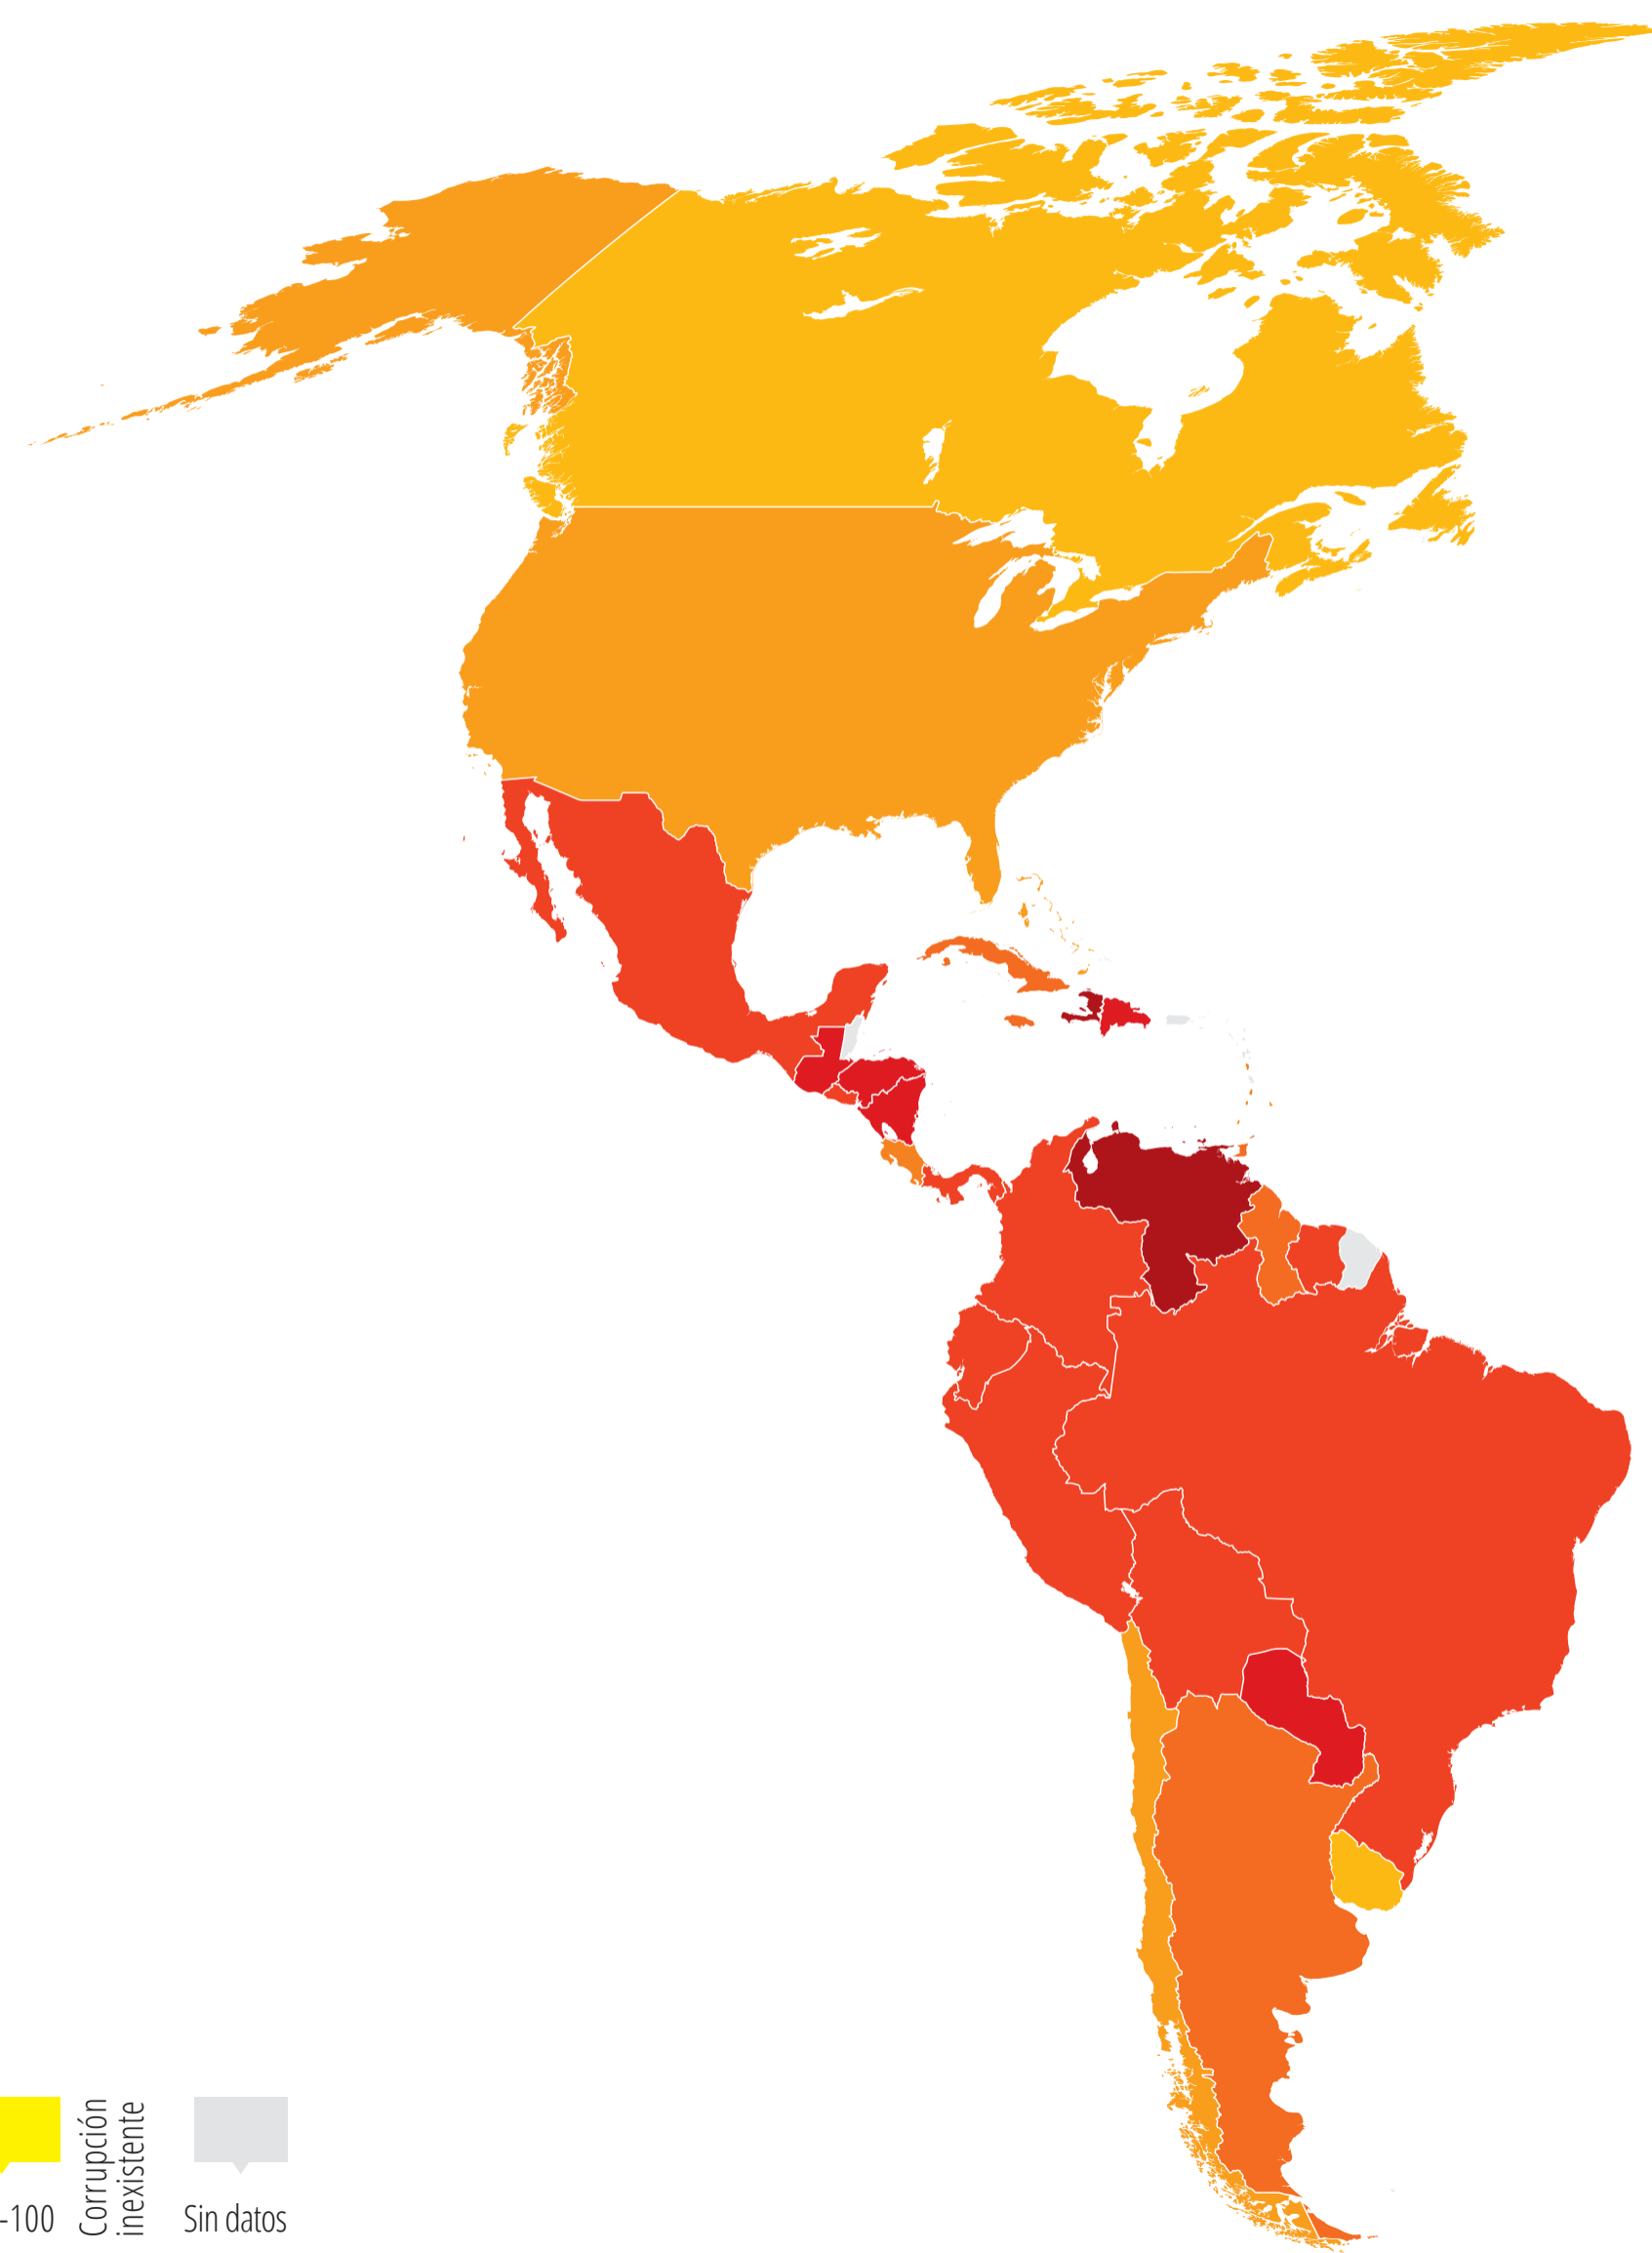 -100
Corrupción
inexistente
Sin datos